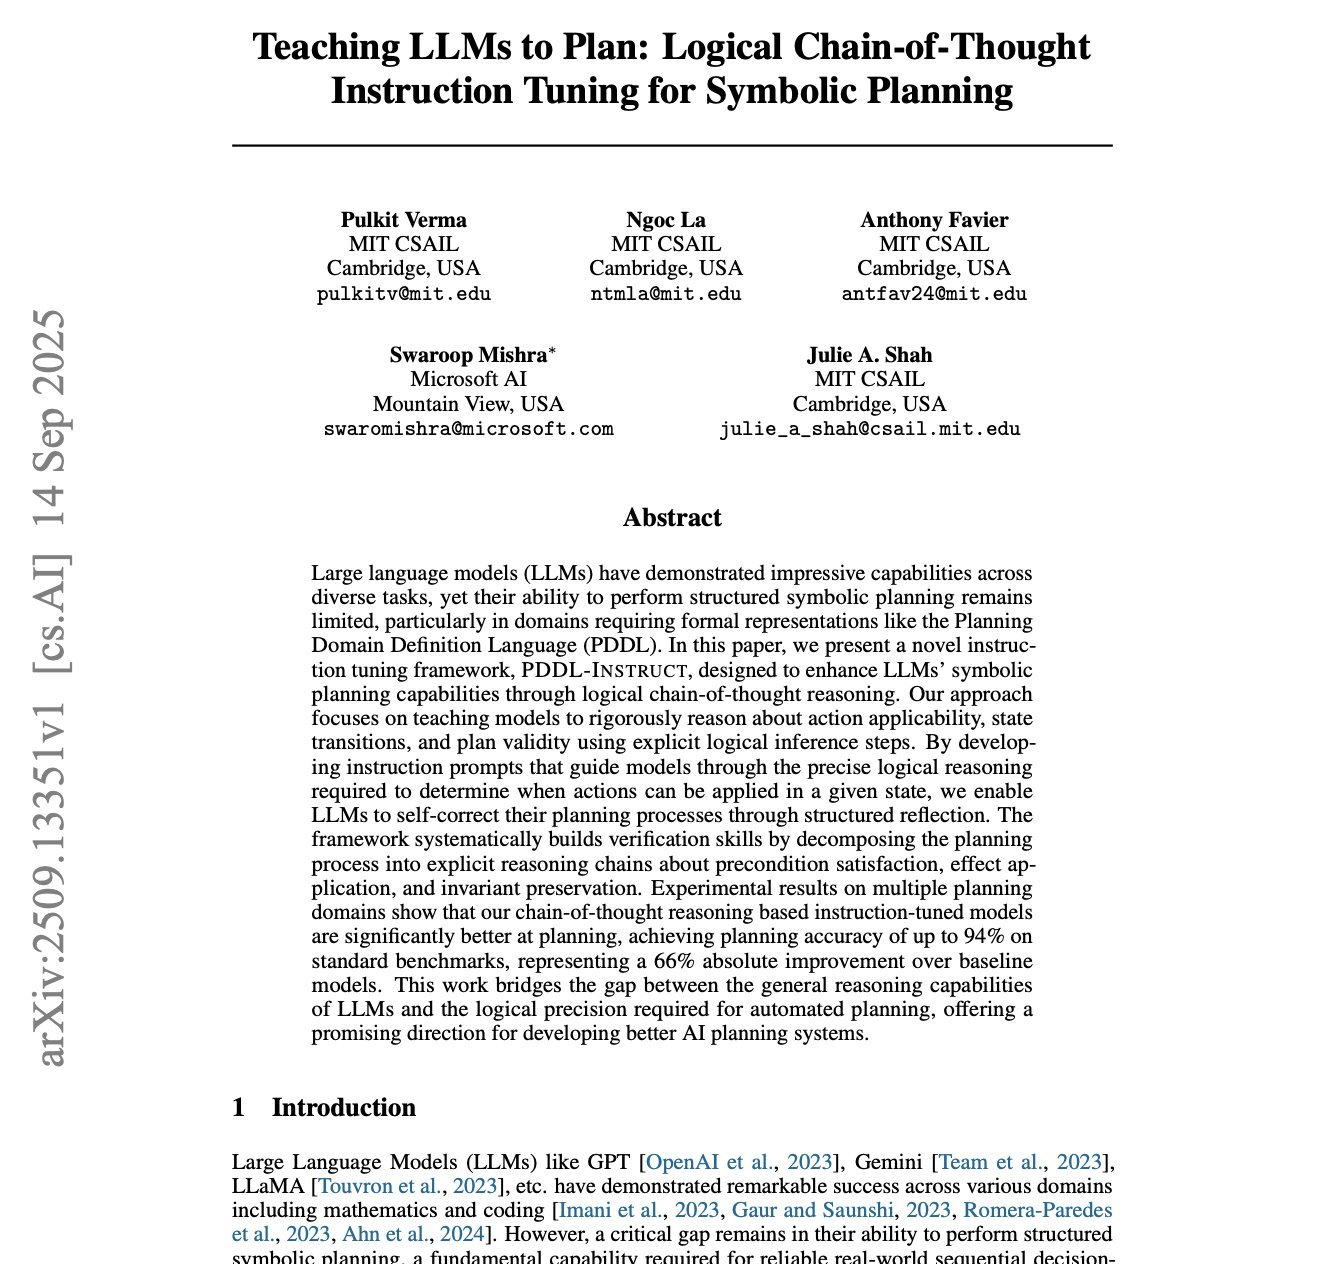 Teaching LLMs to Plan: Logical Chain-of-Thought
Instruction Tuning for Symbolic Planning
Pulkit Verma
MIT CSAIL
Cambridge, USA
pulkitv@mit.edu
Ngoc La
MIT CSAIL
Cambridge, USA
ntmla@mit.edu
Anthony Favier
MIT CSAIL
Cambridge, USA
antfav24@mit.edu
Swaroop Mishra*
Microsoft AI
Mountain View, USA
swaromishra@microsoft.com
Julie A. Shah
MIT CSAIL
Cambridge, USA
julie_a_shah@csail.mit.edu
arXiv:2509.13351v1 [cs.AI] 14 Sep 2025
Abstract
Large language models (LLMs) have demonstrated impressive capabilities across
diverse tasks, yet their ability to perform structured symbolic planning remains
limited, particularly in domains requiring formal representations like the Planning
Domain Definition Language (PDDL). In this paper, we present a novel instruc-
tion tuning framework, PDDL-INSTRUCT, designed to enhance LLMs' symbolic
planning capabilities through logical chain-of-thought reasoning. Our approach
focuses on teaching models to rigorously reason about action applicability, state
transitions, and plan validity using explicit logical inference steps. By develop-
ing instruction prompts that guide models through the precise logical reasoning
required to determine when actions can be applied in a given state, we enable
LLMs to self-correct their planning processes through structured reflection. The
framework systematically builds verification skills by decomposing the planning
process into explicit reasoning chains about precondition satisfaction, effect ap-
plication, and invariant preservation. Experimental results on multiple planning
domains show that our chain-of-thought reasoning based instruction-tuned models
are significantly better at planning, achieving planning accuracy of up to 94% on
standard benchmarks, representing a 66% absolute improvement over baseline
models. This work bridges the gap between the general reasoning capabilities
of LLMs and the logical precision required for automated planning, offering a
promising direction for developing better AI planning systems.
1 Introduction
Large Language Models (LLMs) like GPT [OpenAI et al., 2023], Gemini [Team et al., 2023],
LLaMA [Touvron et al., 2023], etc. have demonstrated remarkable success across various domains
including mathematics and coding [Imani et al., 2023, Gaur and Saunshi, 2023, Romera-Paredes
et al., 2023, Ahn et al., 2024]. However, a critical gap remains in their ability to perform structured
symbolic planning, a fundamental capability required for reliable real-world sequential decision-